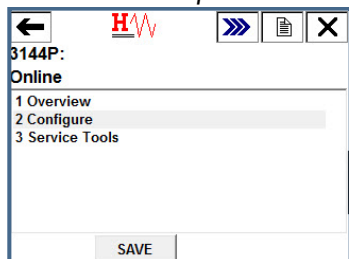 H
3144P:
Online
1 Overview
2 Configure
3 Service Tools
SAVE